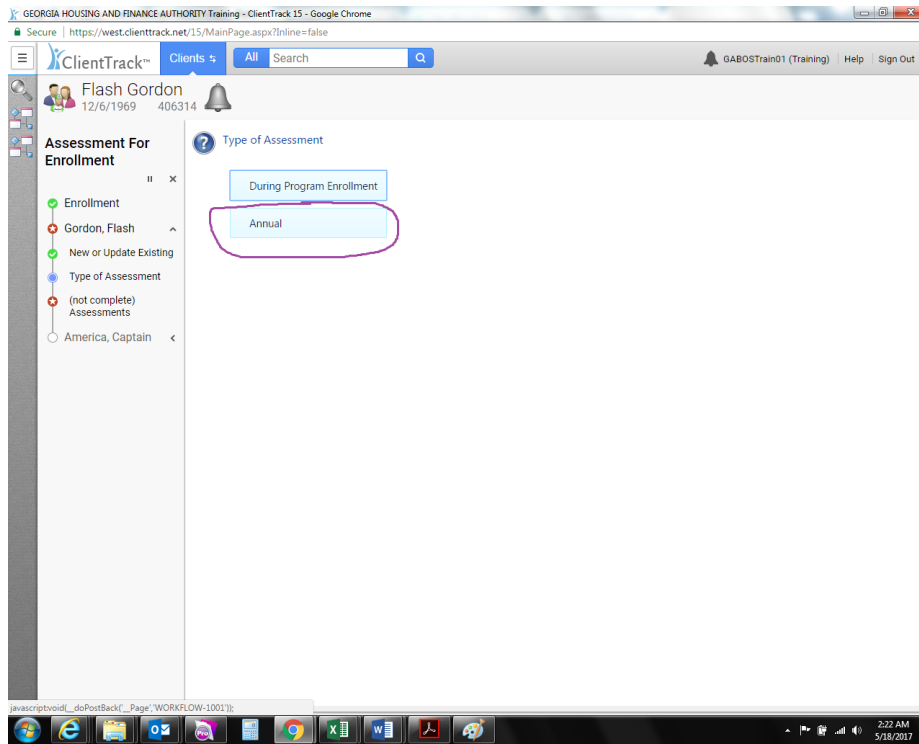 GEORGIA HOUSING AND FINANCE AUTHORITY Training - ClientTrack 15 - Google Chrome
Secure | https://west.clienttrack.net/15/MainPage.aspx?Inline=false
ClientTrack™ Clients All Search GABOSTrain01 (Training) Help Sign Out
Flash Gordon
12/6/1969 406314
Assessment For
Enrollment
Type of Assessment
During Program Enrollment
Annual
Enrollment
Gordon, Flash
New or Update Existing
Type of Assessment
(not complete)
Assessments
America, Captain
javascript:void(__doPostBack('__Page','WORKFLOW-1001'));
2:22 AM
5/18/2017